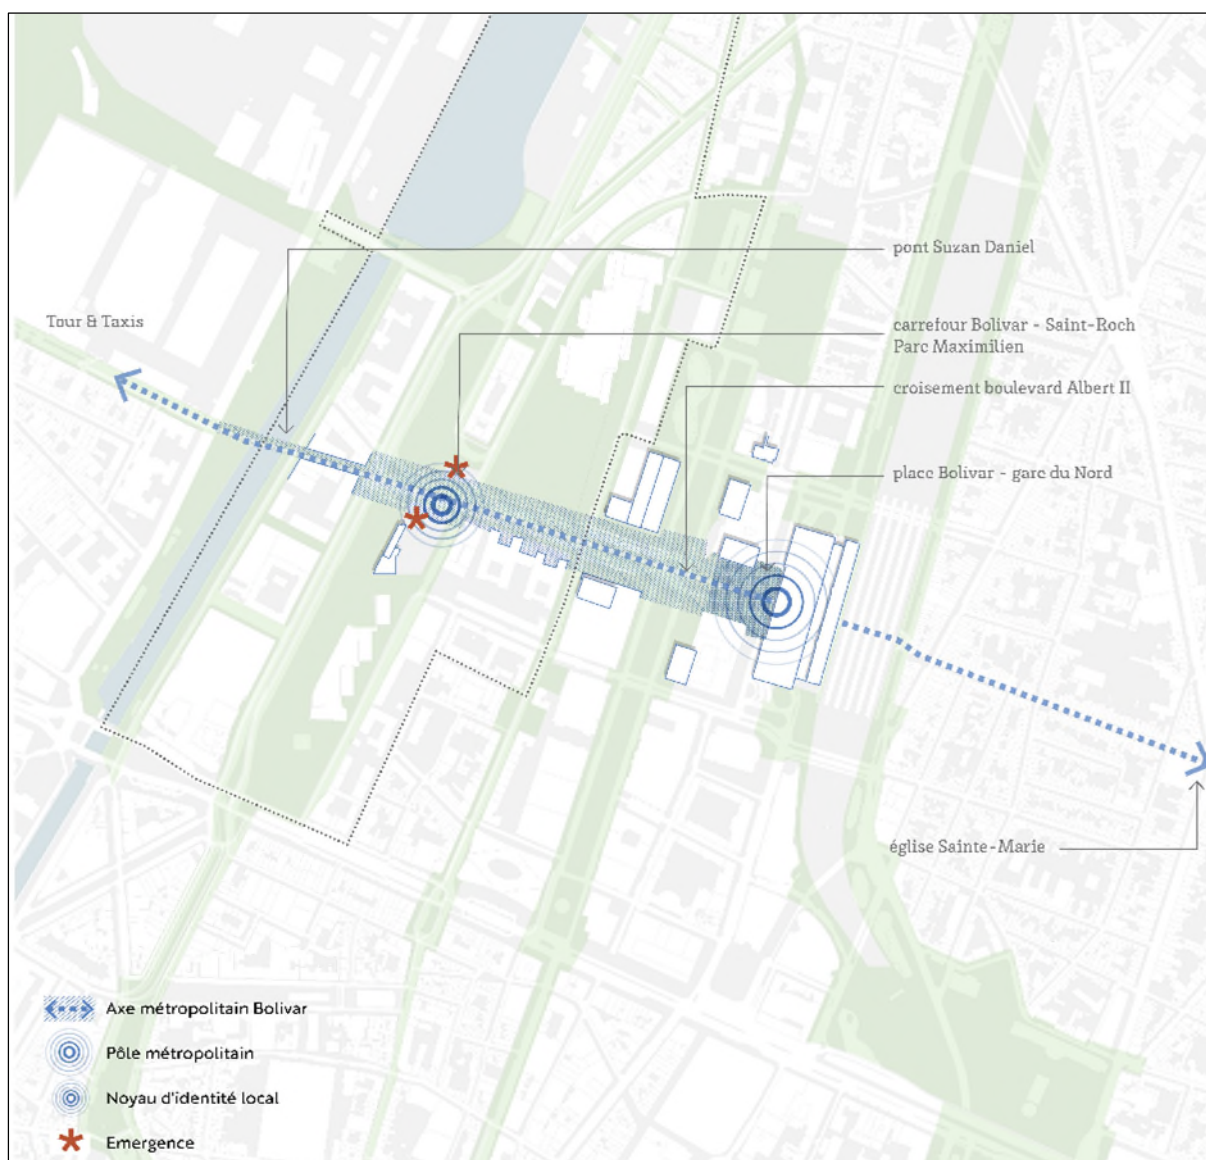 pont Suzan Daniel
Tour & Taxis
carrefour Bolivar - Saint-Roch
Parc Maximilien
croisement boulevard Albert II
place Bolivar - gare du Nord
église Sainte-Marie
Axe métropolitain Bolivar
Pôle métropolitain
Noyau d'identité local
Emergence